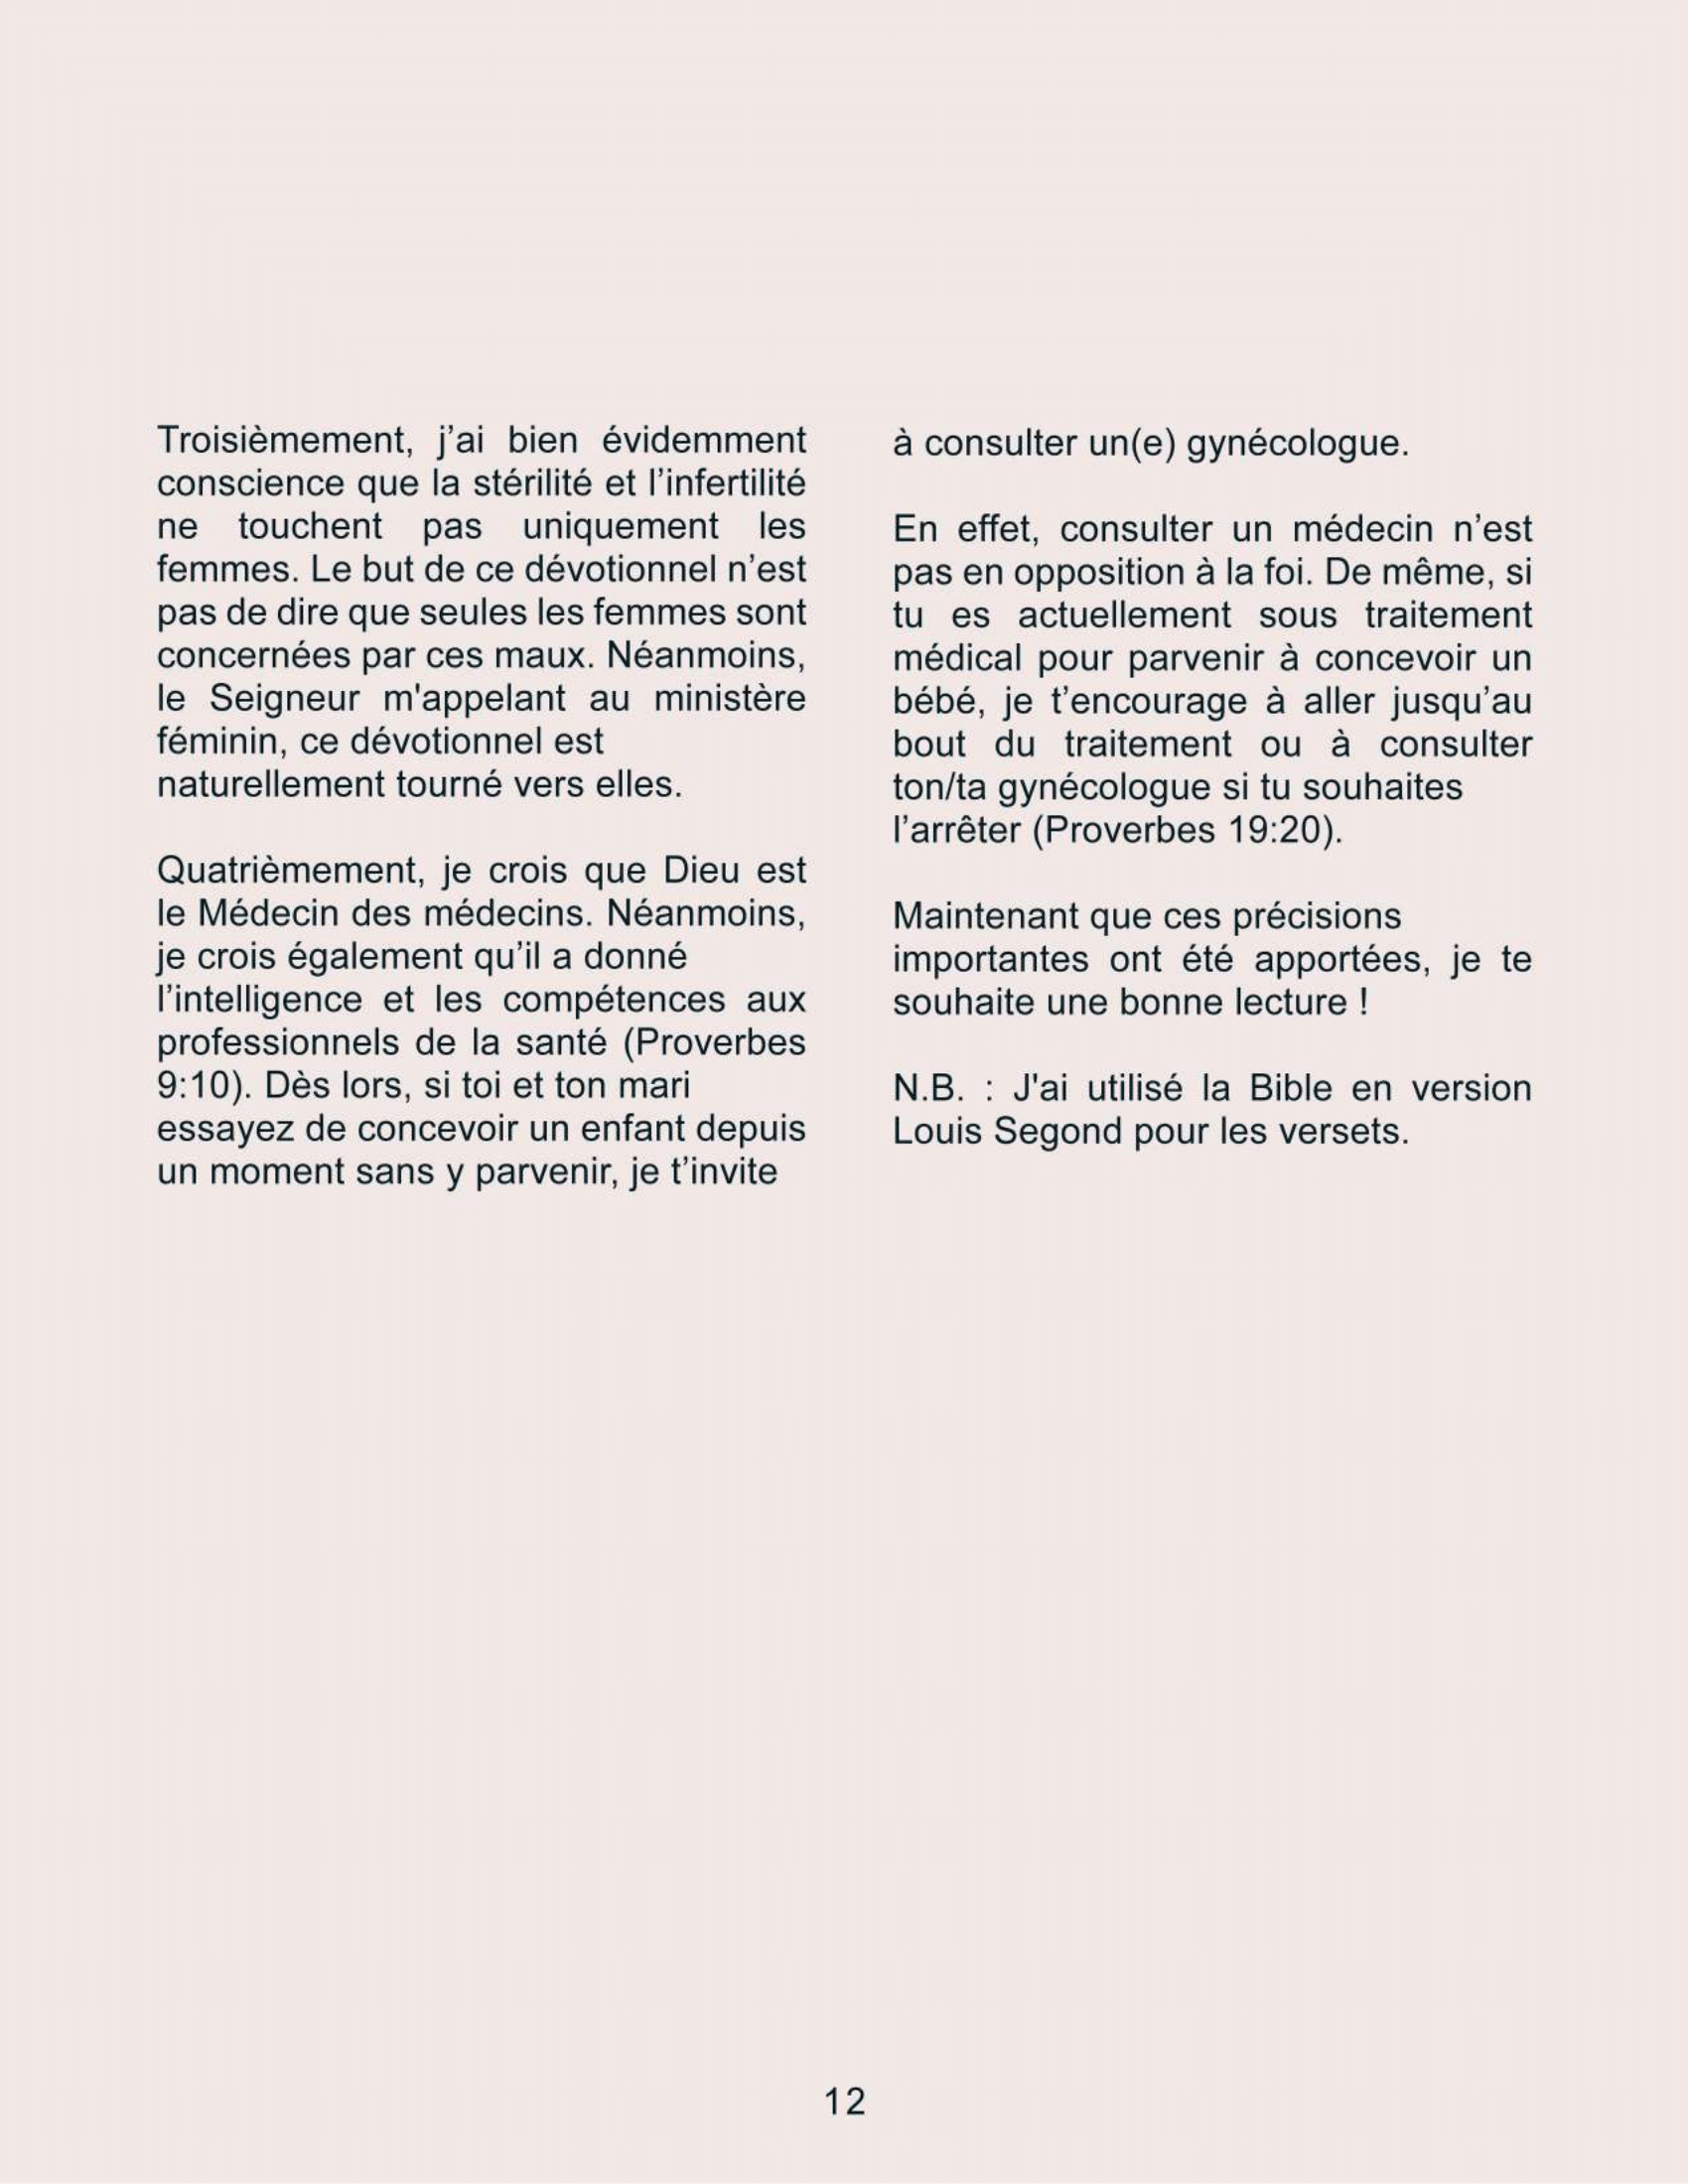 Troisièmement, j’ai bien évidemment
conscience que la stérilité et l’infertilité
ne touchent pas uniquement les
femmes. Le but de ce dévotionnel n’est
pas de dire que seules les femmes sont
concernées par ces maux. Néanmoins,
le Seigneur m'appelant au ministère
féminin, ce dévotionnel est
naturellement tourné vers elles.
Quatrièmement, je crois que Dieu est
le Médecin des médecins. Néanmoins,
je crois également qu’il a donné
l’intelligence et les compétences aux
professionnels de la santé (Proverbes
9:10). Dès lors, si toi et ton mari
essayez de concevoir un enfant depuis
un moment sans y parvenir, je t’invite
à consulter un(e) gynécologue.
En effet, consulter un médecin n’est
pas en opposition à la foi. De même, si
tu es actuellement sous traitement
médical pour parvenir à concevoir un
bébé, je t’encourage à aller jusqu’au
bout du traitement ou à consulter
ton/ta gynécologue si tu souhaites
l’arrêter (Proverbes 19:20).
Maintenant que ces précisions
importantes ont été apportées, je te
souhaite une bonne lecture !
N.B. : J'ai utilisé la Bible en version
Louis Segond pour les versets.
12